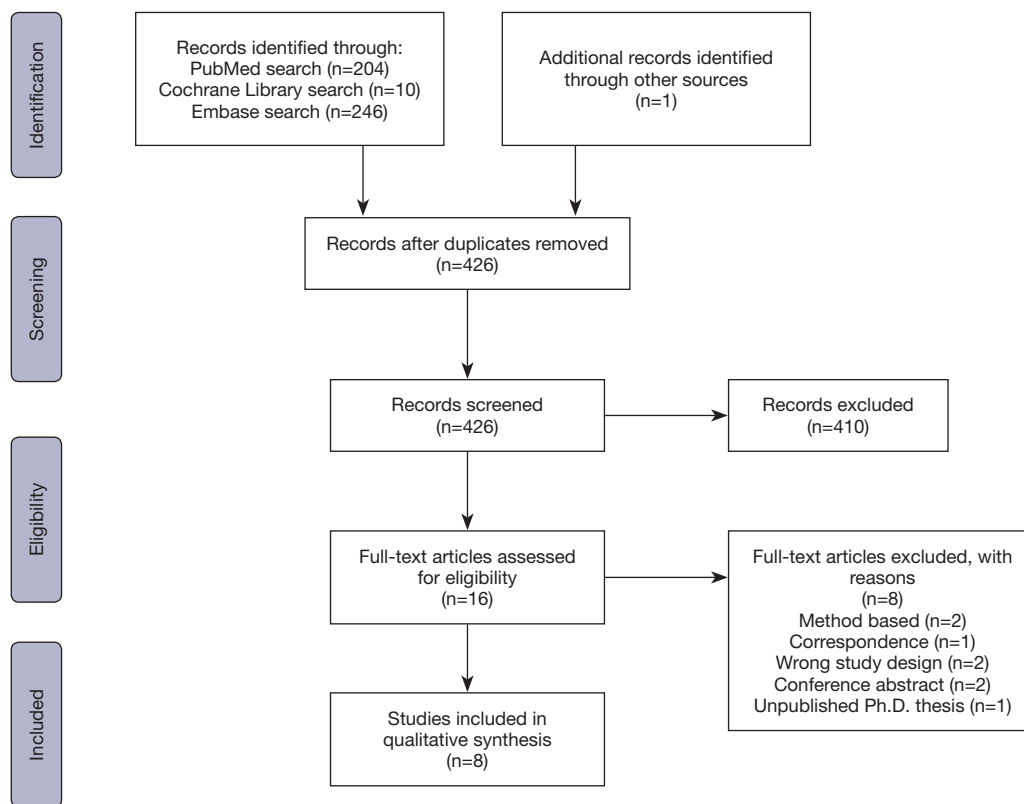 Identification
Records identified through:
PubMed search (n=204)
Cochrane Library search (n=10)
Embase search (n=246)
Additional records identified
through other sources
(n=1)
Screening
Records after duplicates removed
(n=426)
Records screened
(n=426)
Records excluded
(n=410)
Eligibility
Full-text articles assessed
for eligibility
(n=16)
Full-text articles excluded, with
reasons
(n=8)
Method based (n=2)
Correspondence (n=1)
Wrong study design (n=2)
Conference abstract (n=2)
Unpublished Ph.D. thesis (n=1)
Included
Studies included in
qualitative synthesis
(n=8)